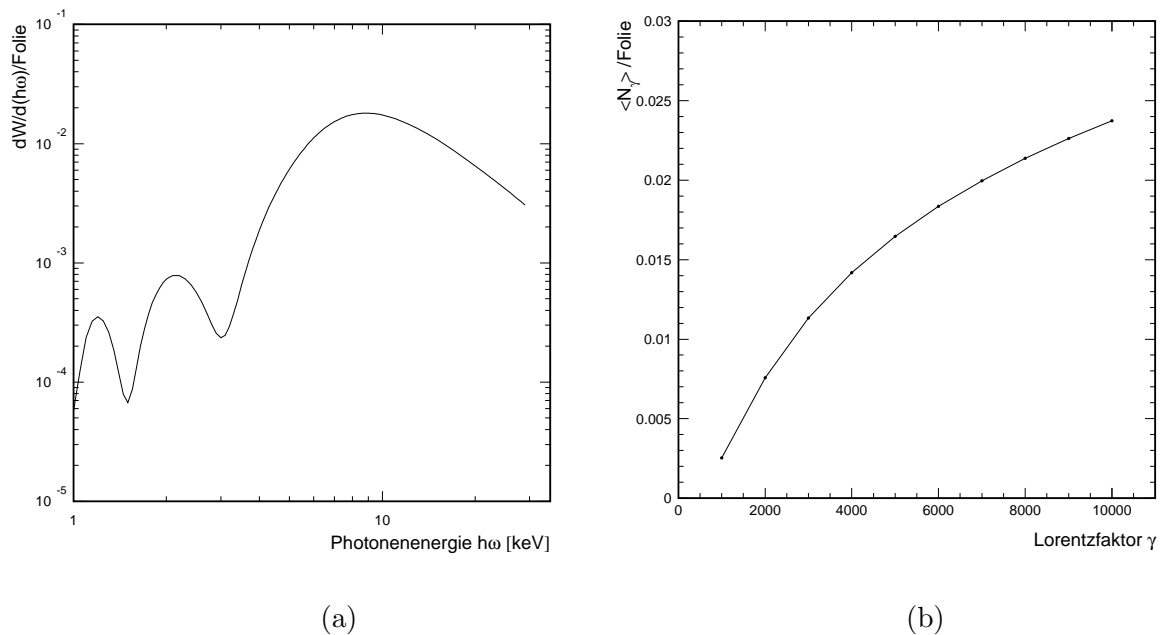 dW/d(hω)/Folie
10⁻¹
10⁻²
10⁻³
10⁻⁴
10⁻⁵
1
10
Photonenenergie hω [keV]
(a)
<N_γ> /Folie
0.03
0.025
0.02
0.015
0.01
0.005
0
0 2000 4000 6000 8000 10000
Lorentzfaktor γ
(b)